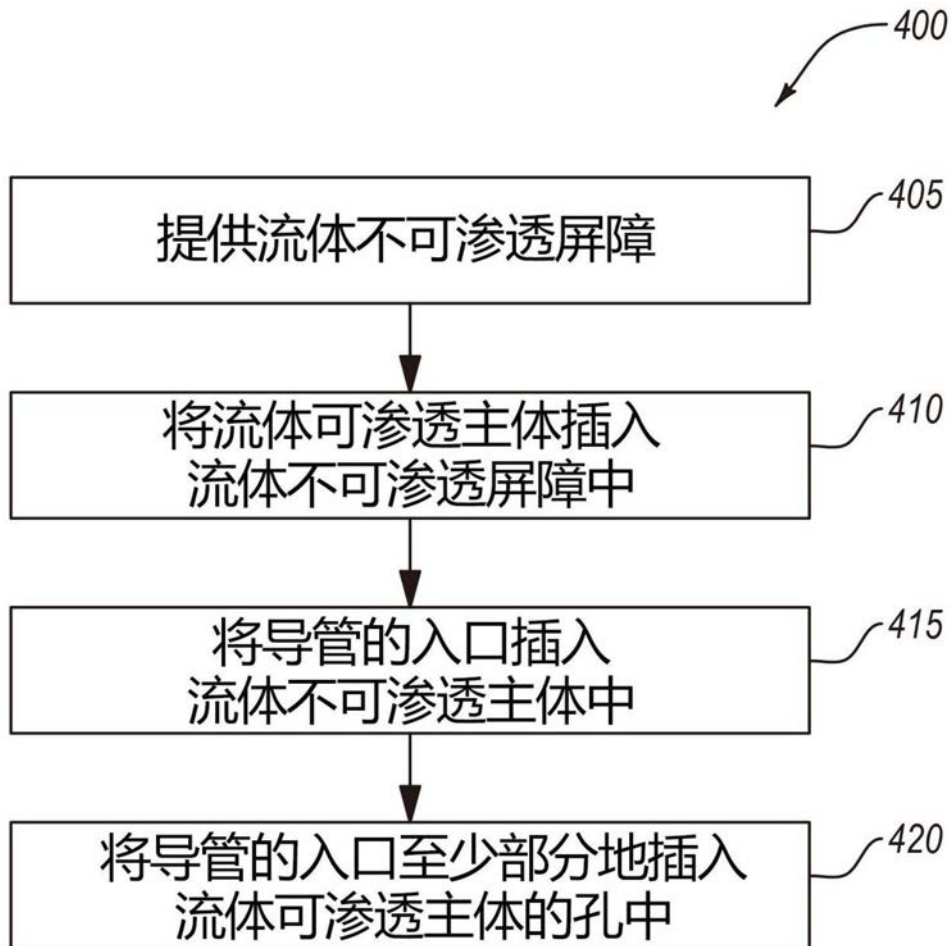 400
405
提供流体不可渗透屏障
410
将流体可渗透主体插入
流体不可渗透屏障中
415
将导管的入口插入
流体不可渗透主体中
420
将导管的入口至少部分地插入
流体可渗透主体的孔中